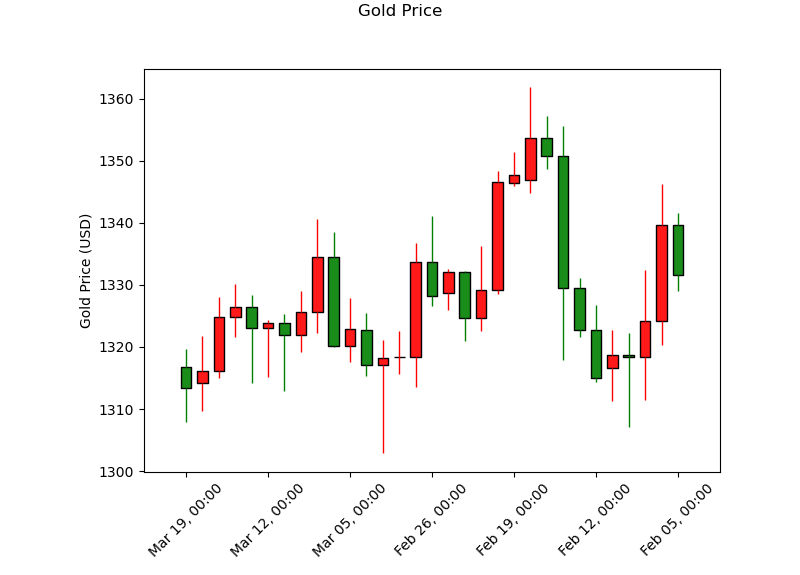 Gold Price
Gold Price (USD)
1360
1350
1340
1330
1320
1310
1300
Mar 19, 00:00
Mar 12, 00:00
Mar 05, 00:00
Feb 26, 00:00
Feb 19, 00:00
Feb 12, 00:00
Feb 05, 00:00